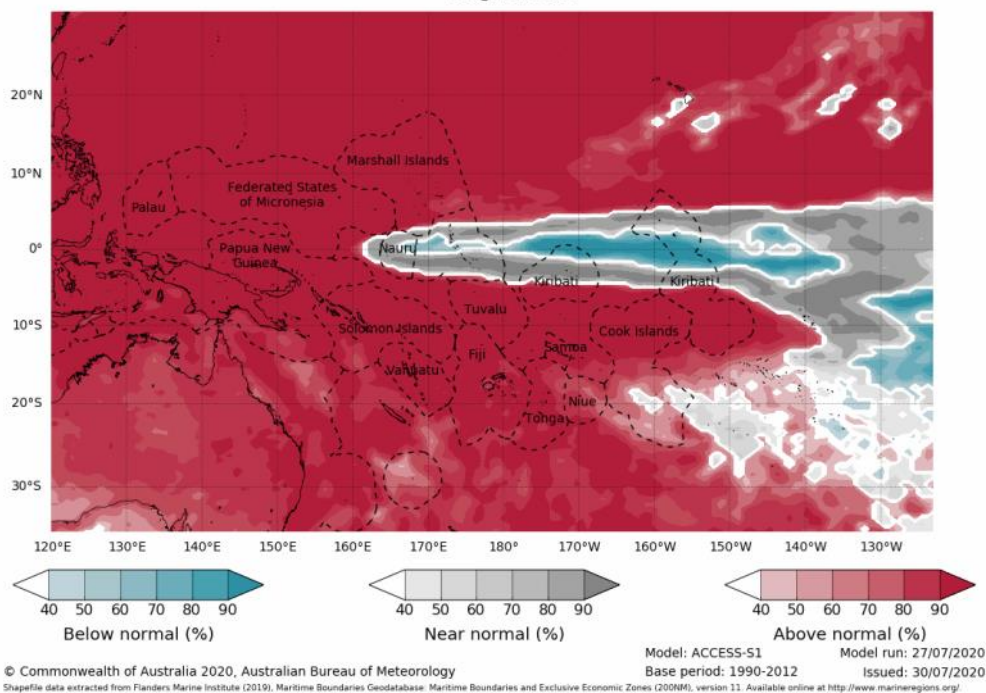 20°N
10°N
0°
10°S
20°S
30°S
Marshall Islands
Federated States
of Micronesia
Palau
Papua New
Guinea
Nauru
Kiribati
Kiribati
Tuvalu
Solomon Islands
Cook Islands
Fiji
Samoa
Vanuatu
Niue
Tonga
120°E 130°E 140°E 150°E 160°E 170°E 180° 170°W 160°W 150°W 140°W 130°W
40 50 60 70 80 90
Below normal (%)
40 50 60 70 80 90
Near normal (%)
40 50 60 70 80 90
Above normal (%)
Model: ACCESS-S1 Model run: 27/07/2020
© Commonwealth of Australia 2020, Australian Bureau of Meteorology Base period: 1990-2012 Issued: 30/07/2020
Shapefile data extracted from Flanders Marine Institute (2019), Maritime Boundaries Geodatabase: Maritime Boundaries and Exclusive Economic Zones (200NM), version 11. Available online at http://www.marineregions.org/.